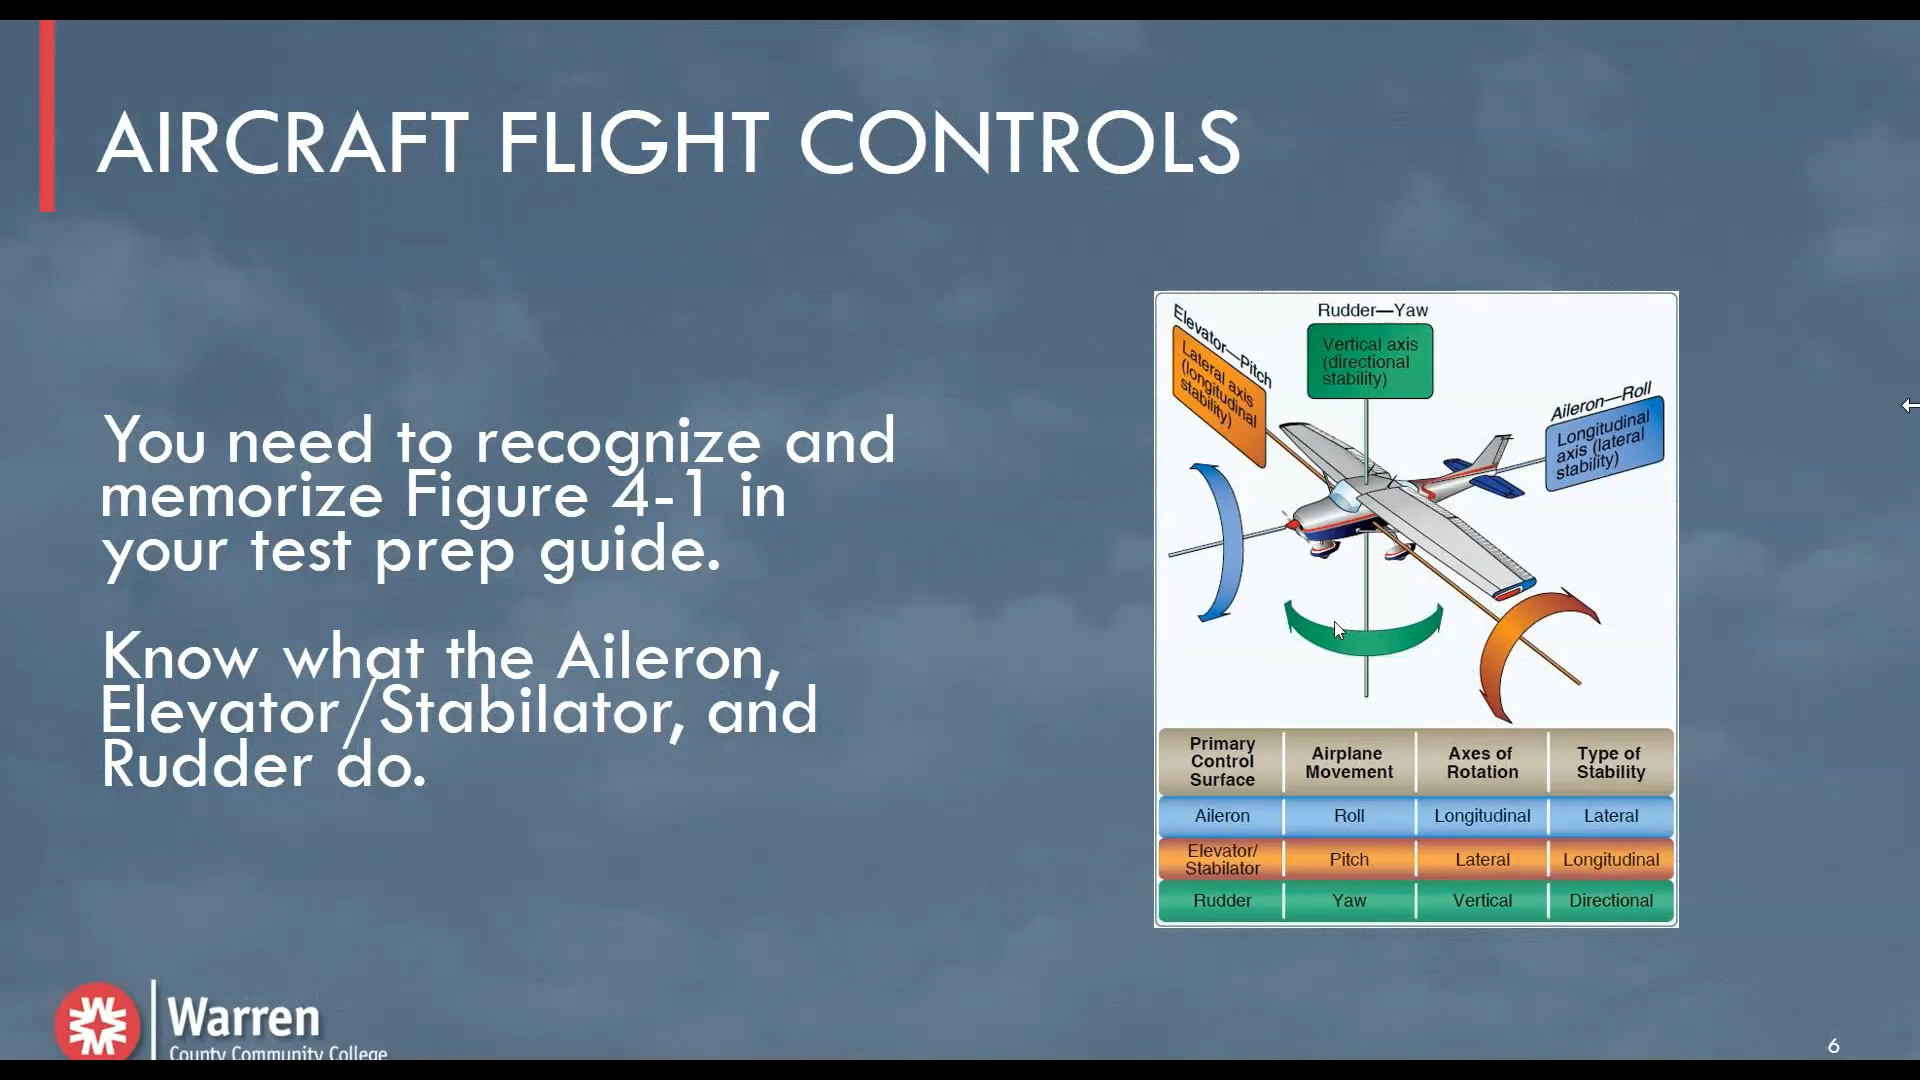 AIRCRAFT FLIGHT CONTROLS
You need to recognize and
memorize Figure 4-1 in
your test prep guide.
Know what the Aileron,
Elevator/Stabilator, and
Rudder do.
Elevator—Pitch
Lateral axis
(longitudinal
stability)
Rudder—Yaw
Vertical axis
(directional
stability)
Aileron—Roll
Longitudinal
axis (lateral
stability)
Primary
Control
Surface
Airplane
Movement
Axes of
Rotation
Type of
Stability
Aileron Roll Longitudinal Lateral
Elevator/
Stabilator Pitch Lateral Longitudinal
Rudder Yaw Vertical Directional
Warren
County Community College
6